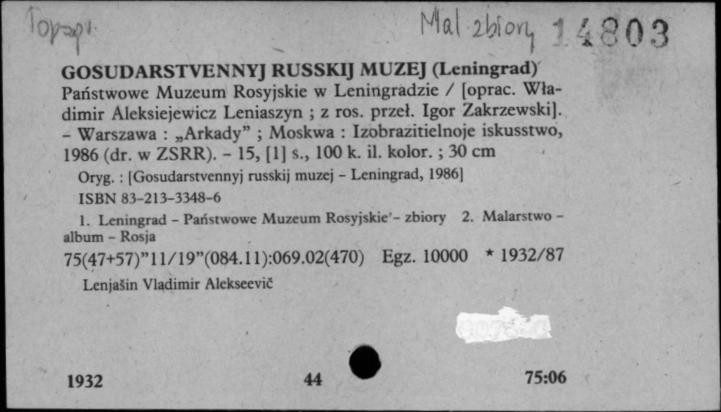 Mal zbiory 14803
GOSUDARSTVENNYJ RUSSKIJ MUZEJ (Leningrad)
Państwowe Muzeum Rosyjskie w Leningradzie / [oprac. Wła-
dimir Aleksiejewicz Leniaszyn ; z ros. przeł. Igor Zakrzewski].
– Warszawa : „Arkady” ; Moskwa : Izobrazitielnoje iskusstwo,
1986 (dr. w ZSRR). – 15, [1] s., 100 k. il. kolor. ; 30 cm
Oryg. : [Gosudarstvennyj russkij muzej – Leningrad, 1986]
ISBN 83–213–3348–6
1. Leningrad – Państwowe Muzeum Rosyjskie – zbiory 2. Malarstwo –
album – Rosja
75(47+57)”11/19”(084.11):069.02(470) Egz. 10000 * 1932/87
Lenjašin Vladimir Alekseevič
1932 44 75:06